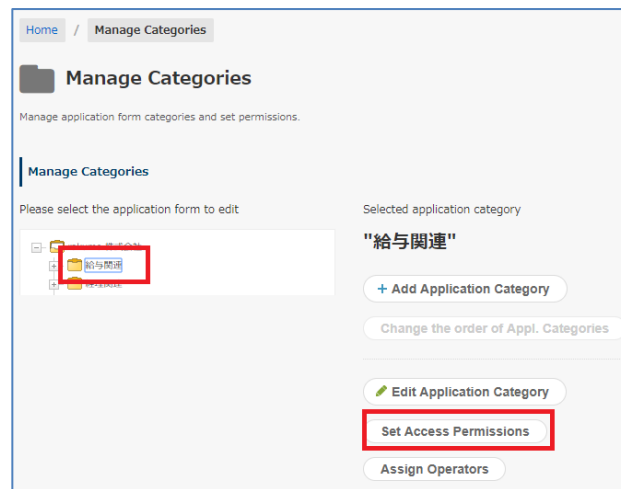 Home / Manage Categories
Manage Categories
Manage application form categories and set permissions.
Manage Categories
Please select the application form to edit
Selected application category
"給与関連"
給与関連
+ Add Application Category
Change the order of Appl. Categories
Edit Application Category
Set Access Permissions
Assign Operators